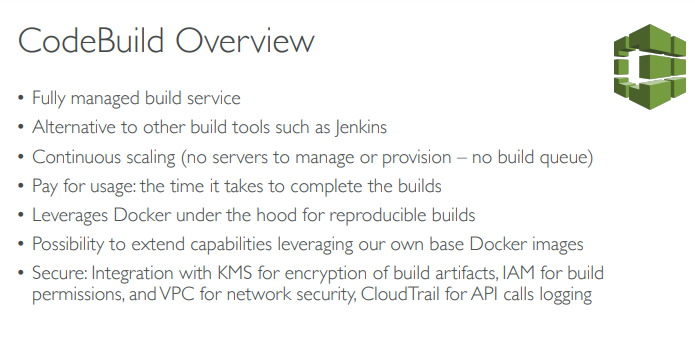 CodeBuild Overview
• Fully managed build service
• Alternative to other build tools such as Jenkins
• Continuous scaling (no servers to manage or provision – no build queue)
• Pay for usage: the time it takes to complete the builds
• Leverages Docker under the hood for reproducible builds
• Possibility to extend capabilities leveraging our own base Docker images
• Secure: Integration with KMS for encryption of build artifacts, IAM for build
permissions, and VPC for network security, CloudTrail for API calls logging